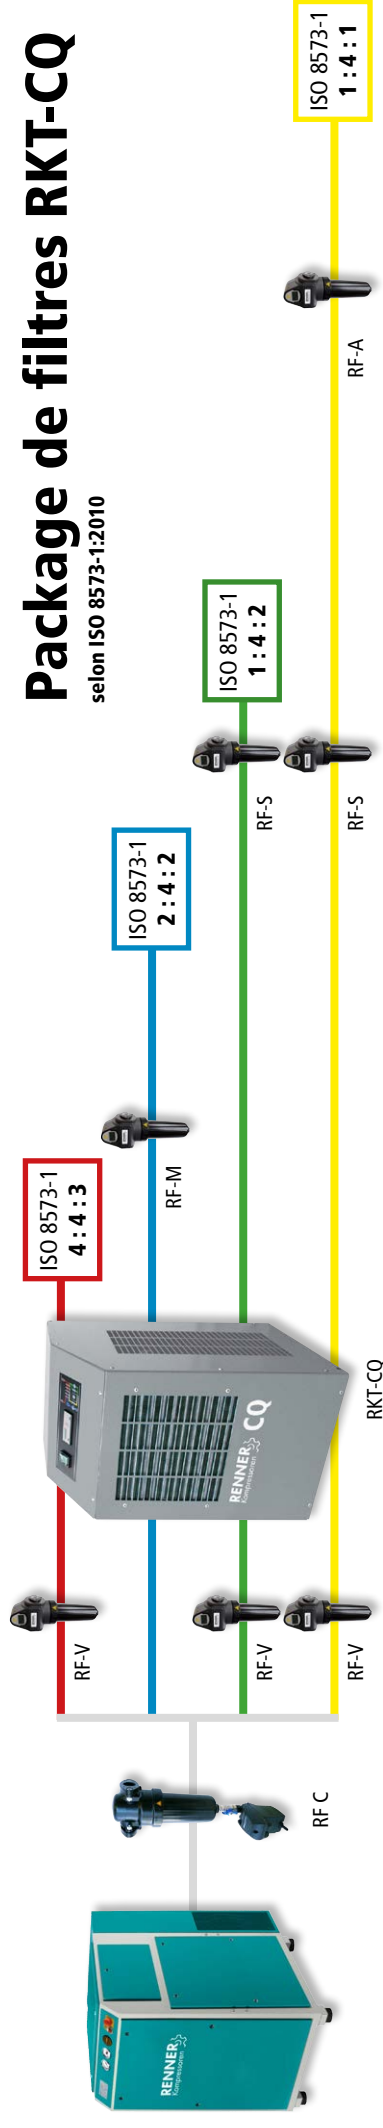 Package de filtres RKT-CQ
selon ISO 8573-1:2010
ISO 8573-1
4 : 4 : 3
RF-V
ISO 8573-1
2 : 4 : 2
RF-M
ISO 8573-1
1 : 4 : 2
RF-V
RF-S
ISO 8573-1
1 : 4 : 1
RF-V
RF-S
RF-A
RENNER
Kompressoren
CQ
RKT-CQ
RF C
RENNER
Kompressoren